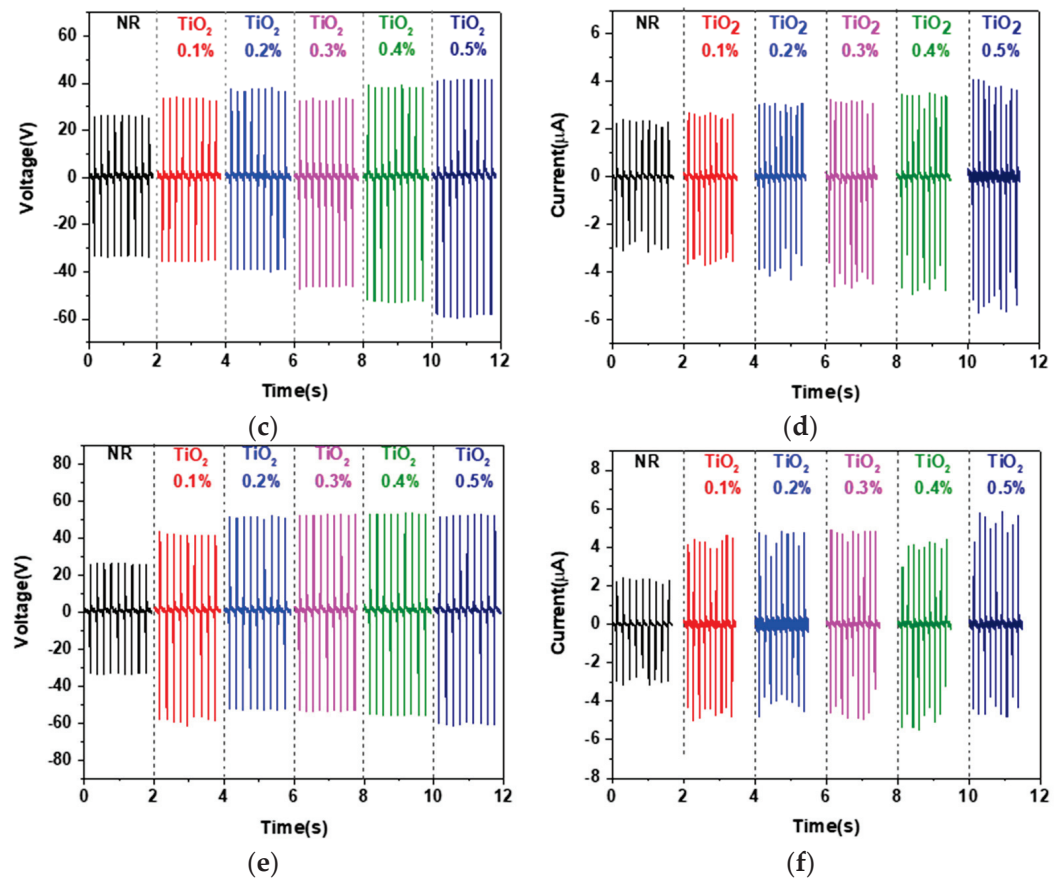 NR TiO2 TiO2 TiO2 TiO2 TiO2
0.1% 0.2% 0.3% 0.4% 0.5%
60
40
20
0
-20
-40
-60
Voltage(V)
0 2 4 6 8 10 12
Time(s)
(c)
NR TiO2 TiO2 TiO2 TiO2 TiO2
0.1% 0.2% 0.3% 0.4% 0.5%
6
4
2
0
-2
-4
-6
Current(μA)
0 2 4 6 8 10 12
Time(s)
(d)
NR TiO2 TiO2 TiO2 TiO2 TiO2
0.1% 0.2% 0.3% 0.4% 0.5%
80
60
40
20
0
-20
-40
-60
-80
Voltage(V)
0 2 4 6 8 10 12
Time(s)
(e)
NR TiO2 TiO2 TiO2 TiO2 TiO2
0.1% 0.2% 0.3% 0.4% 0.5%
8
6
4
2
0
-2
-4
-6
-8
Current(μA)
0 2 4 6 8 10 12
Time(s)
(f)